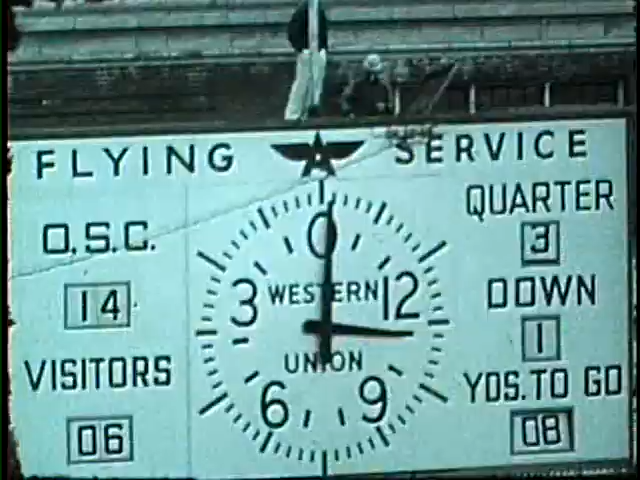 FLYING A SERVICE
O.S.C.
14
VISITORS
06
0
3 12
WESTERN
UNION
6 9
QUARTER
3
DOWN
1
YDS. TO GO
08